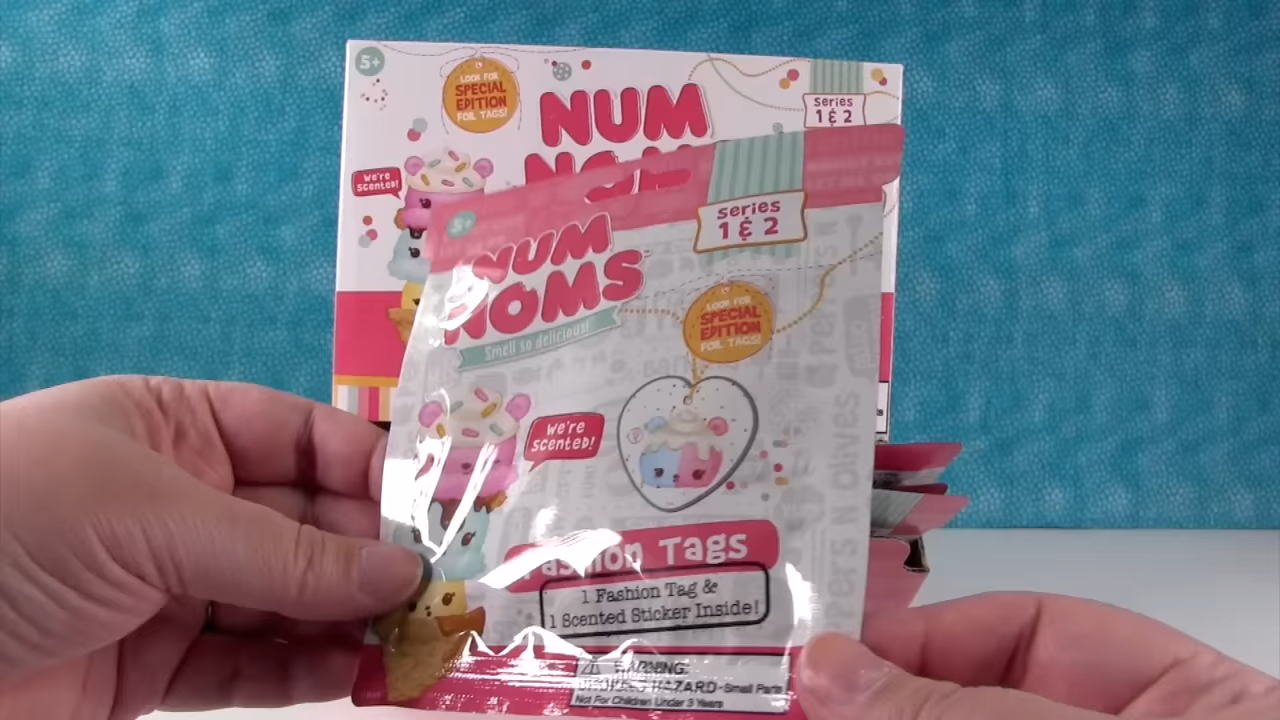 5+
LOOK FOR
SPECIAL
EDITION
FOIL TAGS!
NUM
NOM
series
1 & 2
We're
scented!
5+
NUM
NOMS
Smell so delicious!
series
1 & 2
LOOK FOR
SPECIAL
EDITION
FOIL TAGS!
We're
scented!
Fashion Tags
1 Fashion Tag &
1 Scented Sticker Inside!
WARNING:
HAZARD-Small Parts
Not For Children Under 3 Years